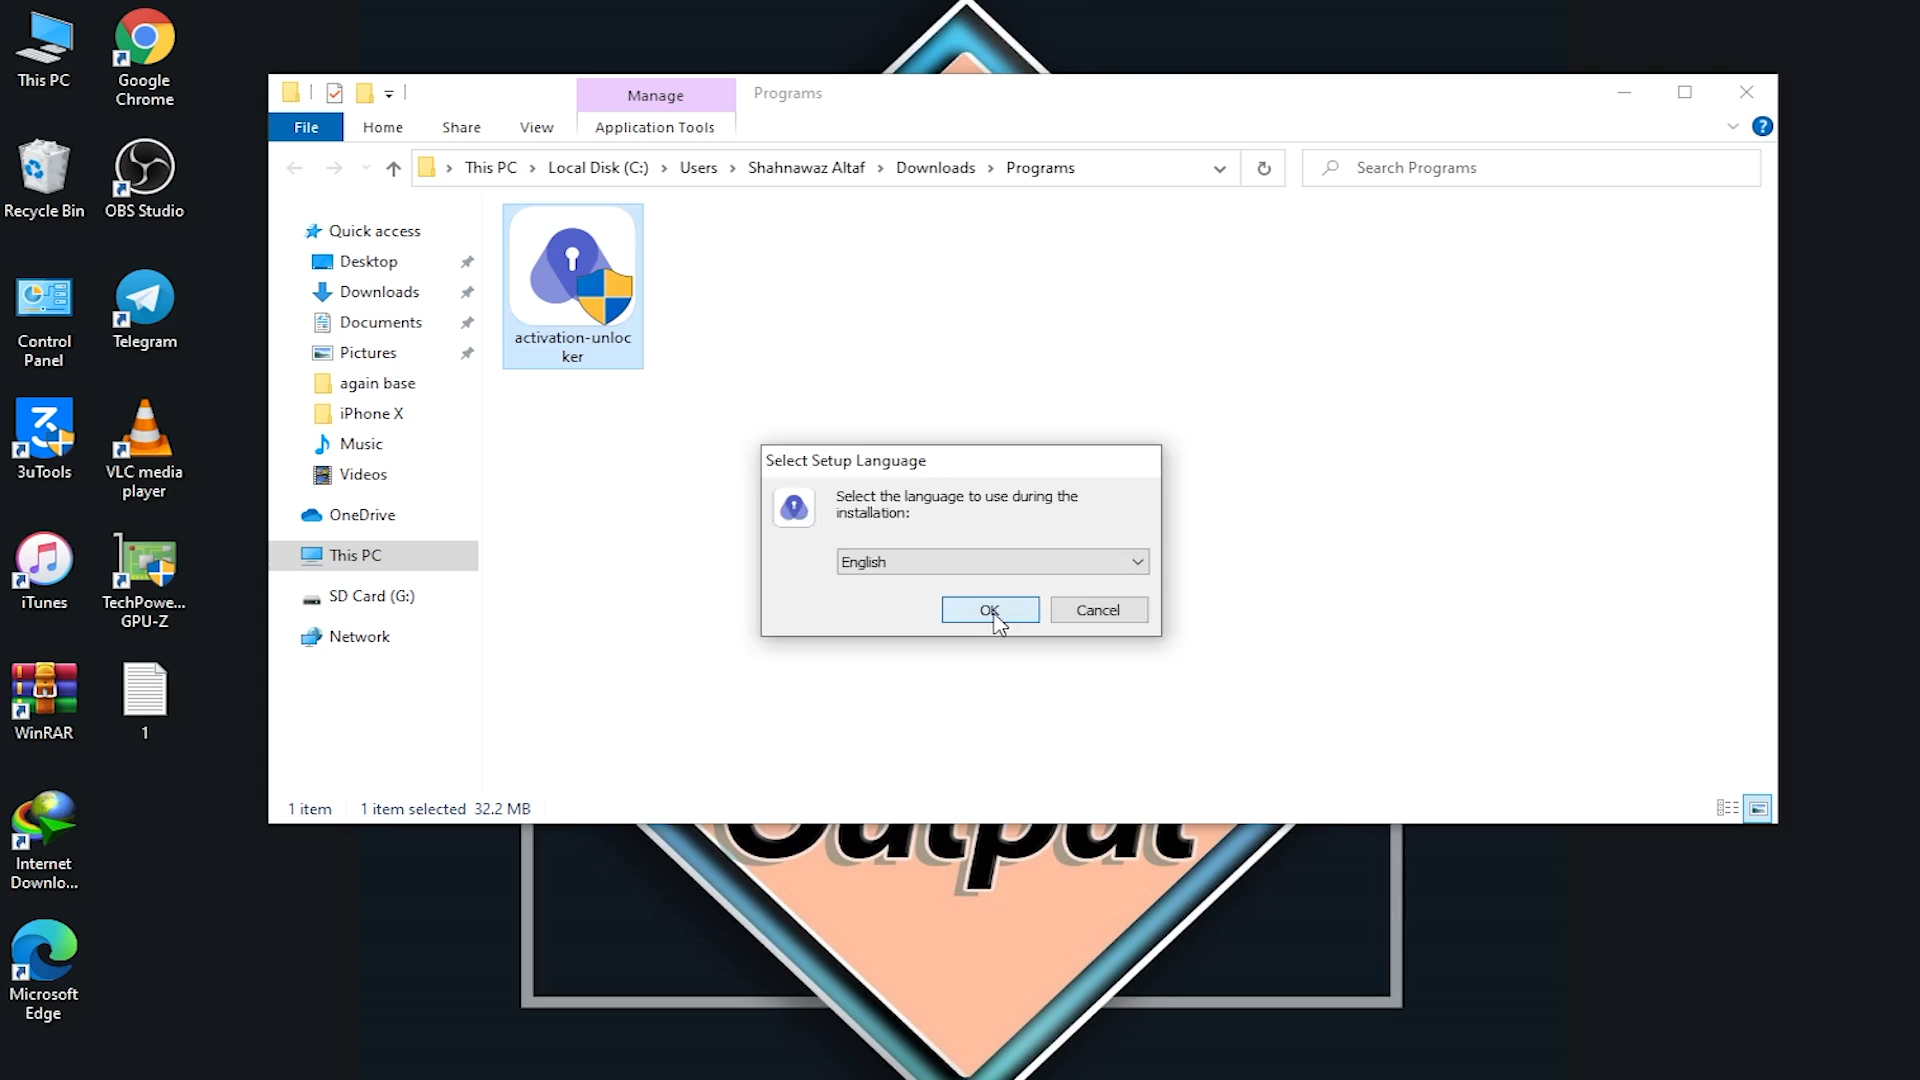 This PC
Google
Chrome
Recycle Bin
OBS Studio
Control
Panel
Telegram
3uTools
VLC media
player
iTunes
TechPowe...
GPU-Z
WinRAR
1
Internet
Downlo...
Microsoft
Edge
Manage
Programs
File
Home
Share
View
Application Tools
This PC
Local Disk (C:)
Users
Shahnawaz Altaf
Downloads
Programs
Search Programs
Quick access
Desktop
Downloads
Documents
Pictures
again base
iPhone X
Music
Videos
OneDrive
This PC
SD Card (G:)
Network
activation-unloc
ker
Select Setup Language
Select the language to use during the
installation:
English
OK
Cancel
1 item
1 item selected 32.2 MB
Output